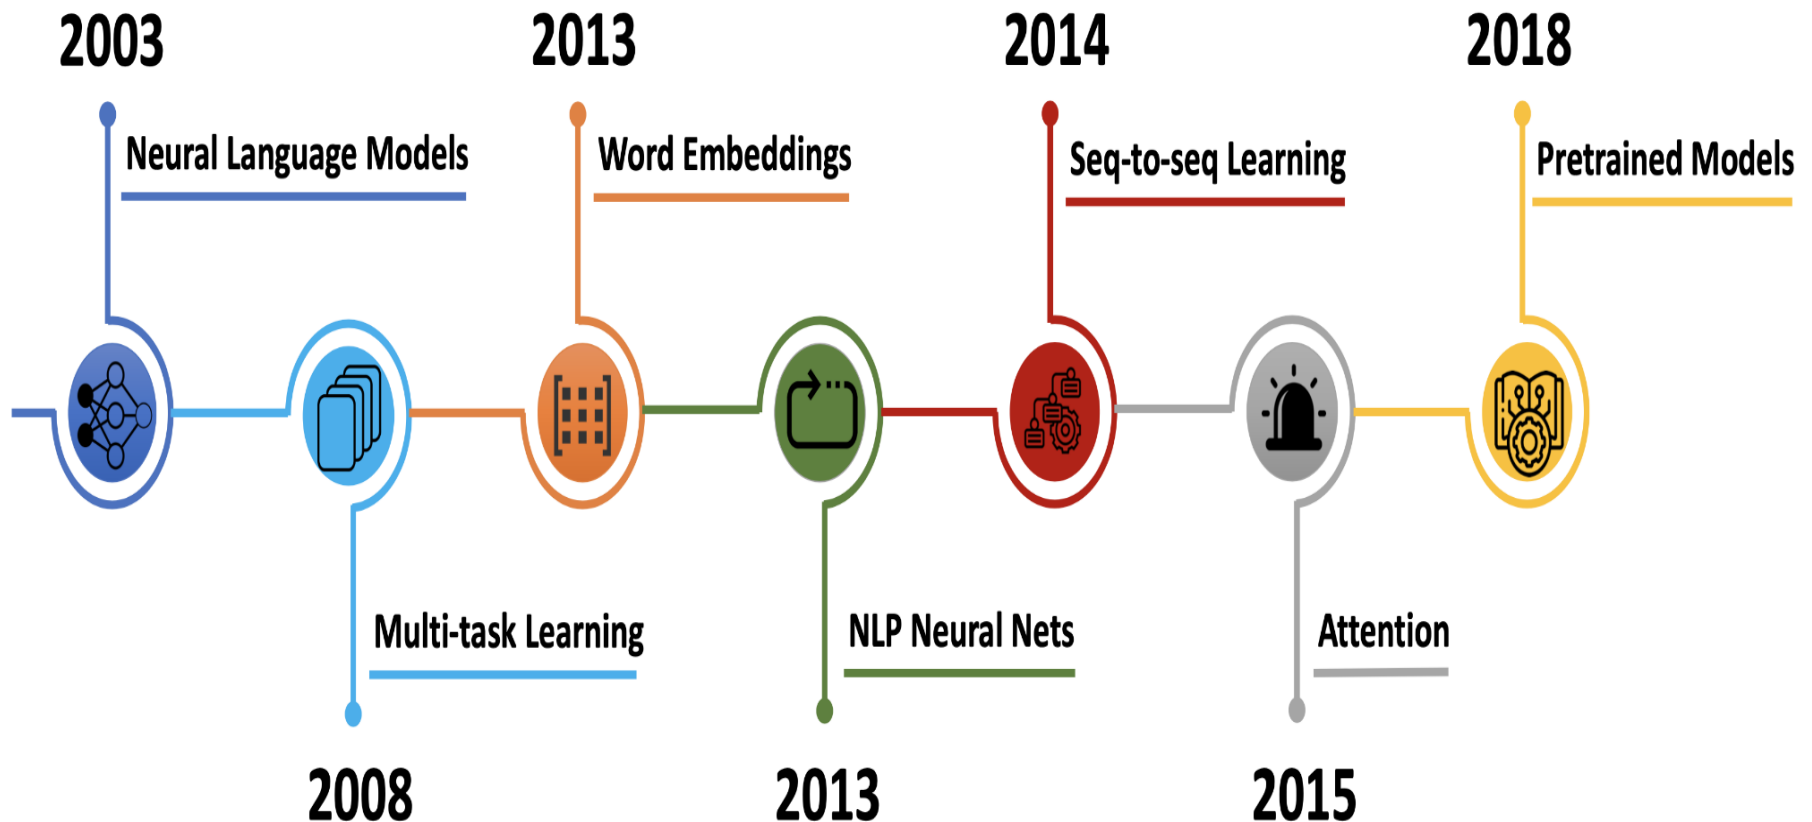 2003
2013
2014
2018
Neural Language Models
Word Embeddings
Seq-to-seq Learning
Pretrained Models
Multi-task Learning
NLP Neural Nets
Attention
2008
2013
2015